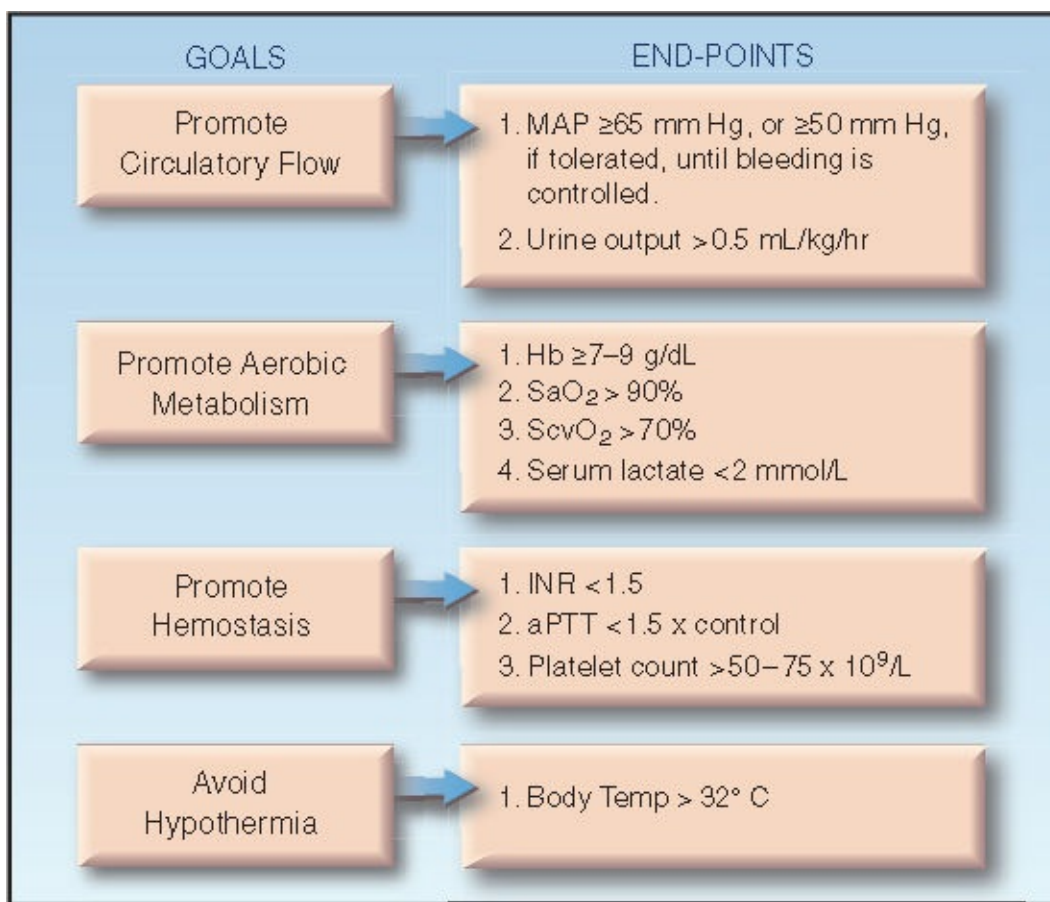 GOALS
END-POINTS
Promote
Circulatory Flow
1. MAP ≥65 mm Hg, or ≥50 mm Hg,
if tolerated, until bleeding is
controlled.
2. Urine output >0.5 mL/kg/hr
Promote Aerobic
Metabolism
1. Hb ≥7–9 g/dL
2. SaO₂ > 90%
3. ScvO₂ >70%
4. Serum lactate <2 mmol/L
Promote
Hemostasis
1. INR <1.5
2. aPTT <1.5 x control
3. Platelet count >50–75 x 10⁹/L
Avoid
Hypothermia
1. Body Temp > 32° C